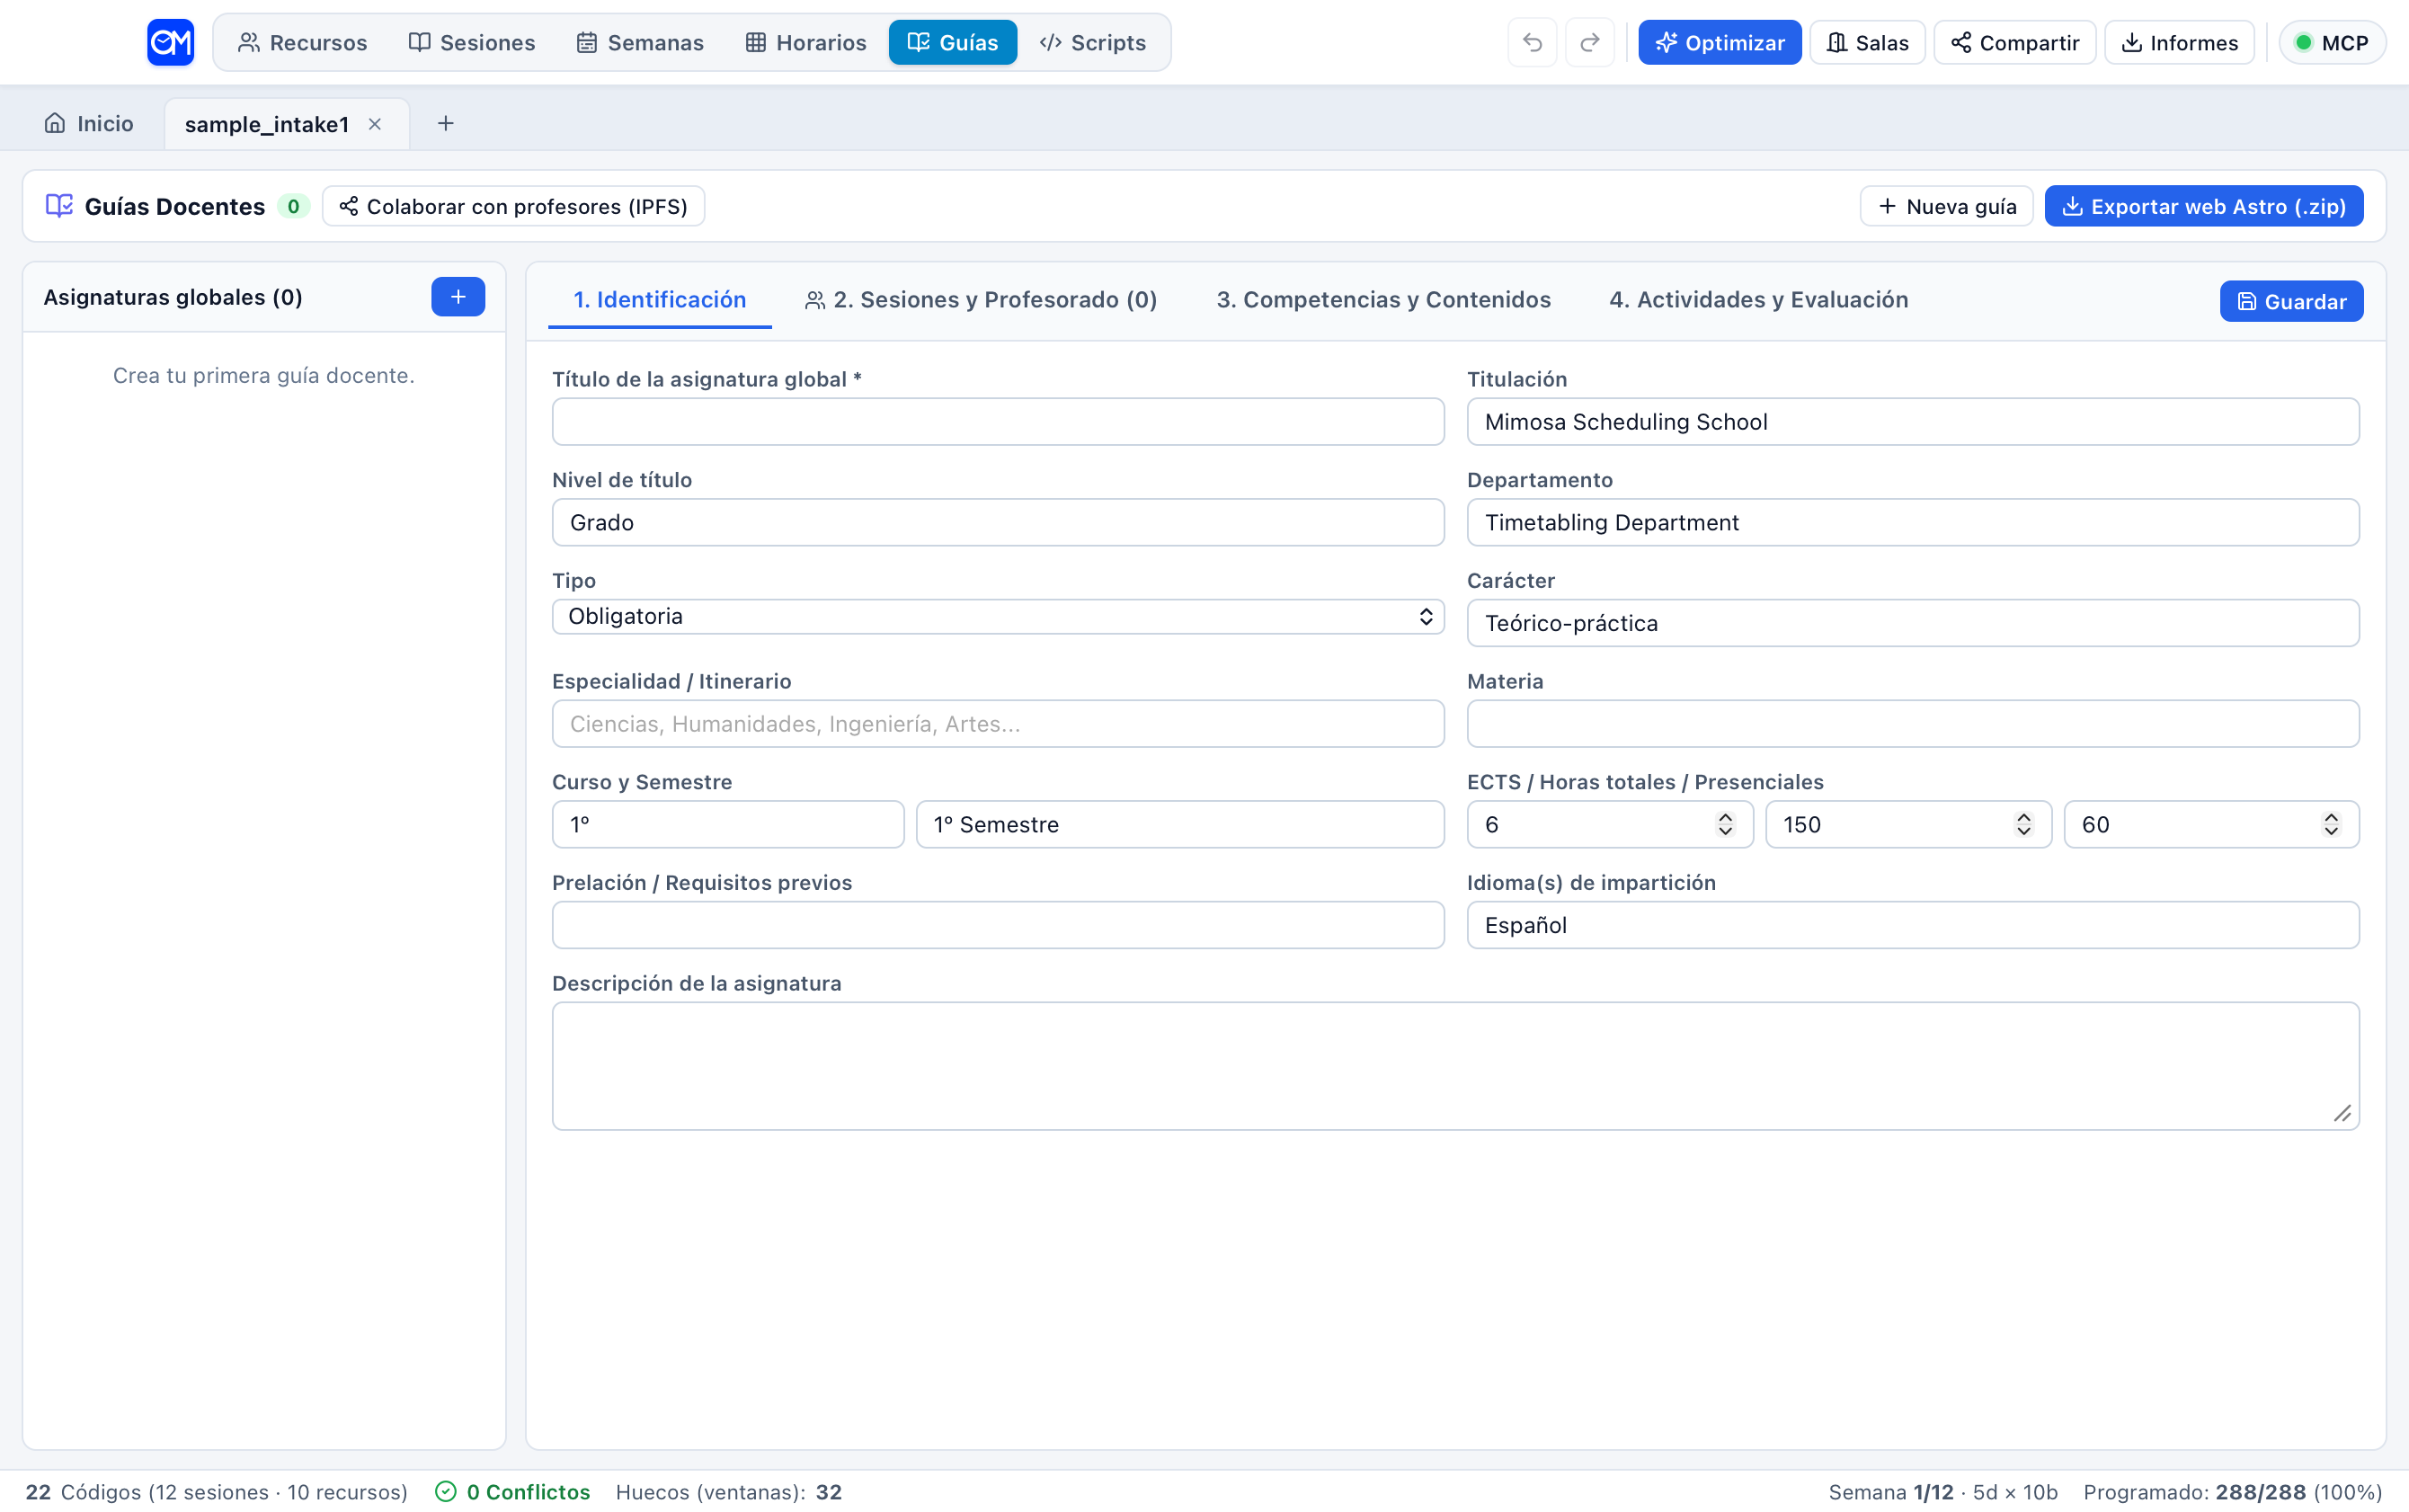 OM
Recursos
Sesiones
Semanas
Horarios
Guías
Scripts
Optimizar
Salas
Compartir
Informes
MCP
Inicio
sample_intake1
Guías Docentes 0
Colaborar con profesores (IPFS)
Nueva guía
Exportar web Astro (.zip)
Asignaturas globales (0)
Crea tu primera guía docente.
1. Identificación
2. Sesiones y Profesorado (0)
3. Competencias y Contenidos
4. Actividades y Evaluación
Guardar
Título de la asignatura global *
Titulación
Mimosa Scheduling School
Nivel de título
Grado
Departamento
Timetabling Department
Tipo
Obligatoria
Carácter
Teórico-práctica
Especialidad / Itinerario
Ciencias, Humanidades, Ingeniería, Artes...
Materia
Curso y Semestre
1º
1º Semestre
ECTS / Horas totales / Presenciales
6
150
60
Prelación / Requisitos previos
Idioma(s) de impartición
Español
Descripción de la asignatura
22 Códigos (12 sesiones · 10 recursos)
0 Conflictos
Huecos (ventanas): 32
Semana 1/12 · 5d × 10b
Programado: 288/288 (100%)